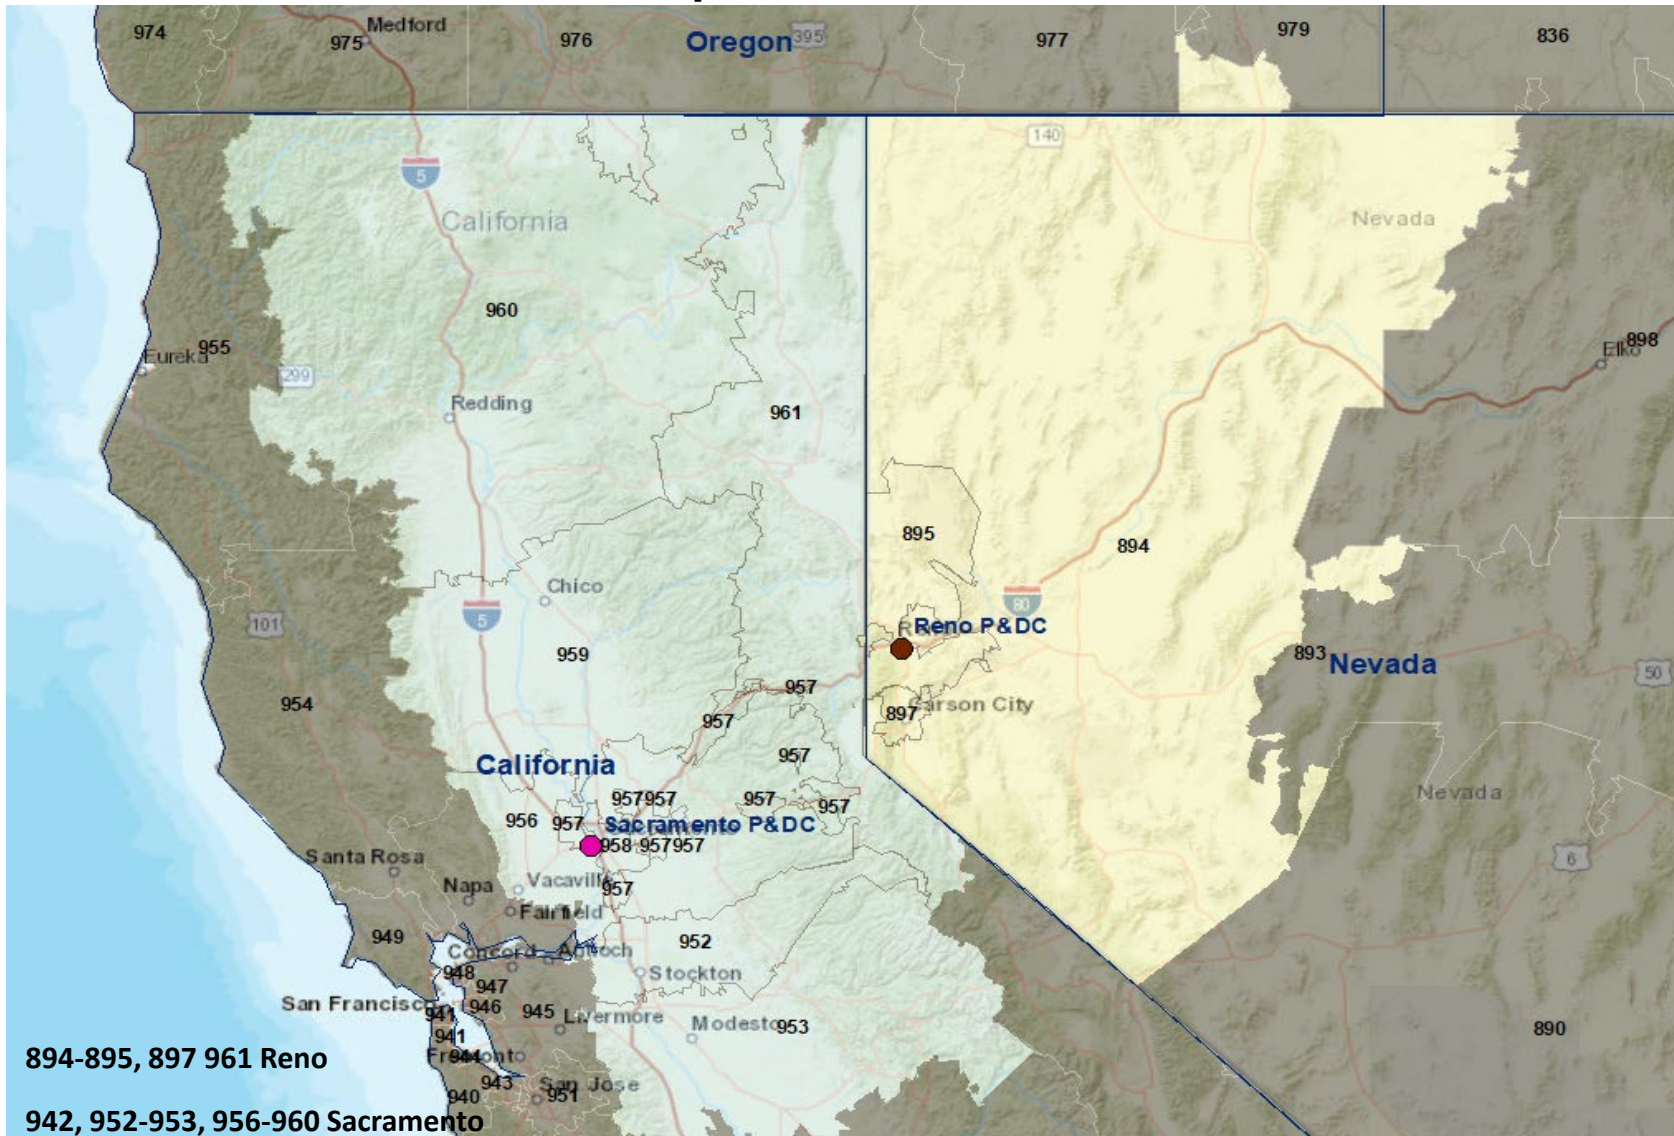 974
Medford
975
976
Oregon
395
977
979
836
140
5
California
Nevada
960
955
Eureka
299
Redding
961
898
895
894
Chico
80
5
Reno P&DC
101
959
893
Nevada
50
957
954
957
897
Carson City
957
California
Nevada
957957
957
957
956
957
Sacramento P&DC
958
957957
6
Santa Rosa
Napa
Vacaville
957
Fairfield
949
952
Concord
Antioch
948
Stockton
947
San Francisco
946
945
Livermore
941
Modesto
953
890
941
Fremont
944
894-895, 897 961 Reno
943
San Jose
940
951
942, 952-953, 956-960 Sacramento